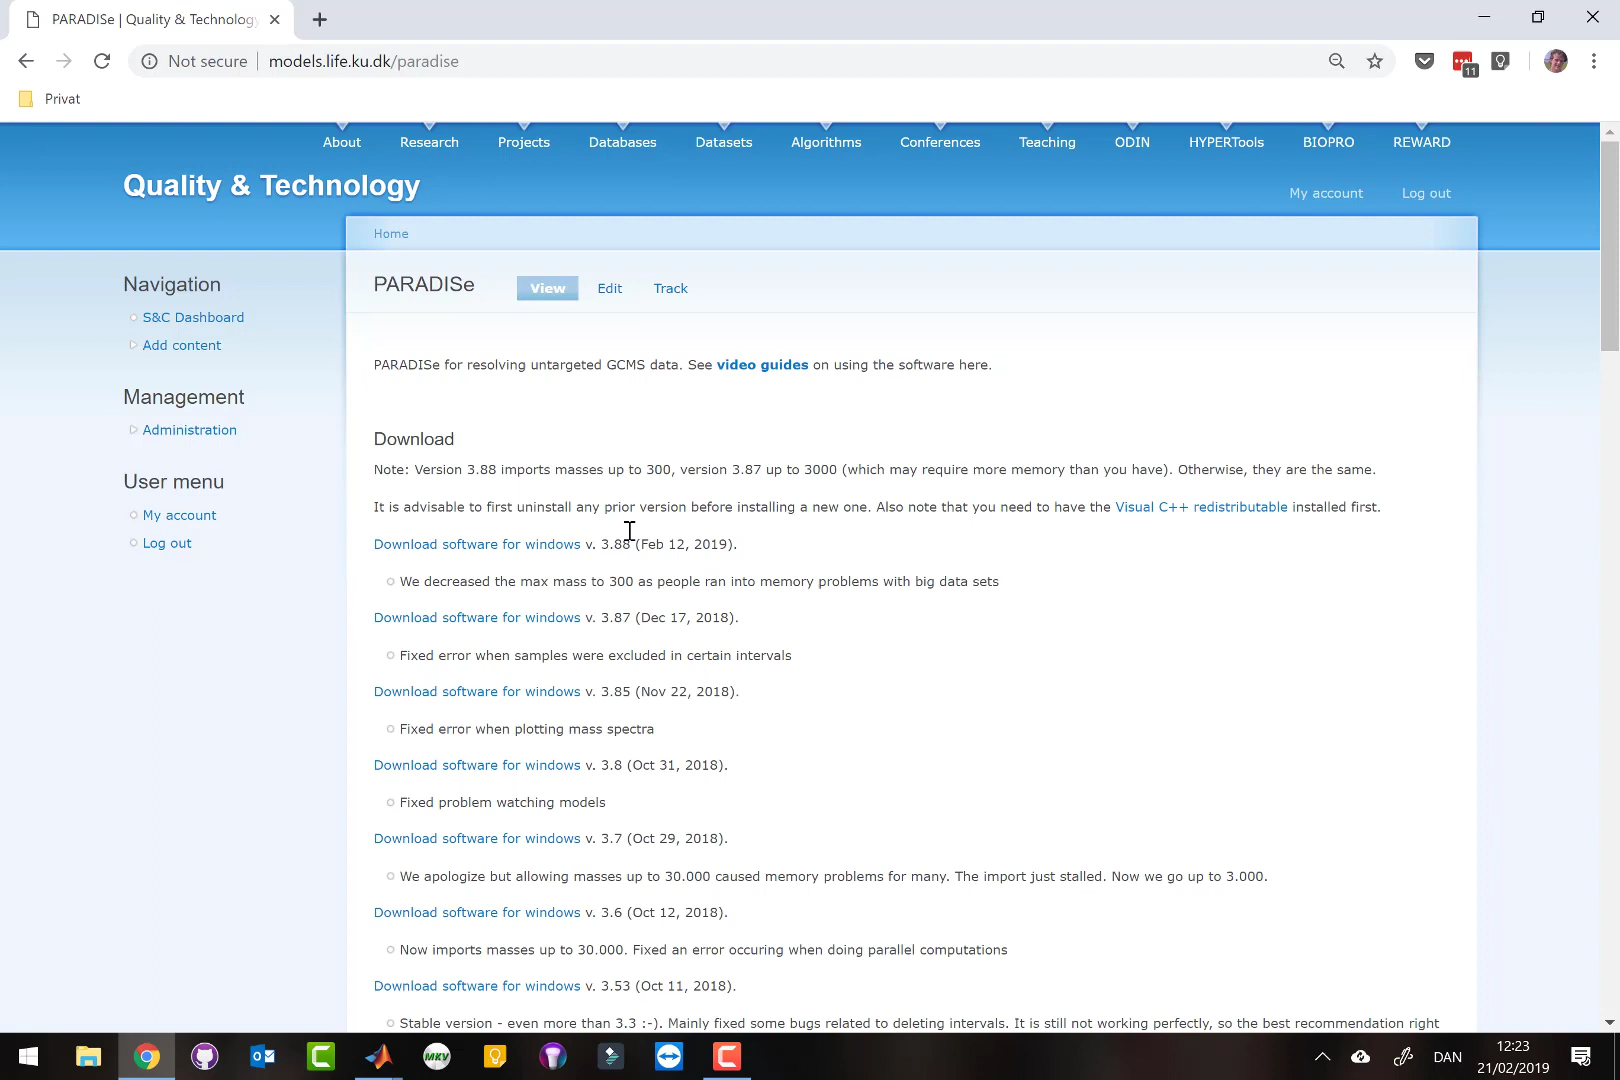 PARADISe | Quality & Technology
Not secure models.life.ku.dk/paradise
11
Privat
About Research Projects Databases Datasets Algorithms Conferences Teaching ODIN HYPERTools BIOPRO REWARD
Quality & Technology
My account Log out
Home
Navigation
S&C Dashboard
Add content
Management
Administration
User menu
My account
Log out
PARADISe View Edit Track
PARADISe for resolving untargeted GCMS data. See video guides on using the software here.
Download
Note: Version 3.88 imports masses up to 300, version 3.87 up to 3000 (which may require more memory than you have). Otherwise, they are the same.
It is advisable to first uninstall any prior version before installing a new one. Also note that you need to have the Visual C++ redistributable installed first.
Download software for windows v. 3.88 (Feb 12, 2019).
We decreased the max mass to 300 as people ran into memory problems with big data sets
Download software for windows v. 3.87 (Dec 17, 2018).
Fixed error when samples were excluded in certain intervals
Download software for windows v. 3.85 (Nov 22, 2018).
Fixed error when plotting mass spectra
Download software for windows v. 3.8 (Oct 31, 2018).
Fixed problem watching models
Download software for windows v. 3.7 (Oct 29, 2018).
We apologize but allowing masses up to 30.000 caused memory problems for many. The import just stalled. Now we go up to 3.000.
Download software for windows v. 3.6 (Oct 12, 2018).
Now imports masses up to 30.000. Fixed an error occuring when doing parallel computations
Download software for windows v. 3.53 (Oct 11, 2018).
Stable version - even more than 3.3 :-). Mainly fixed some bugs related to deleting intervals. It is still not working perfectly, so the best recommendation right
MKV
DAN
12:23
21/02/2019